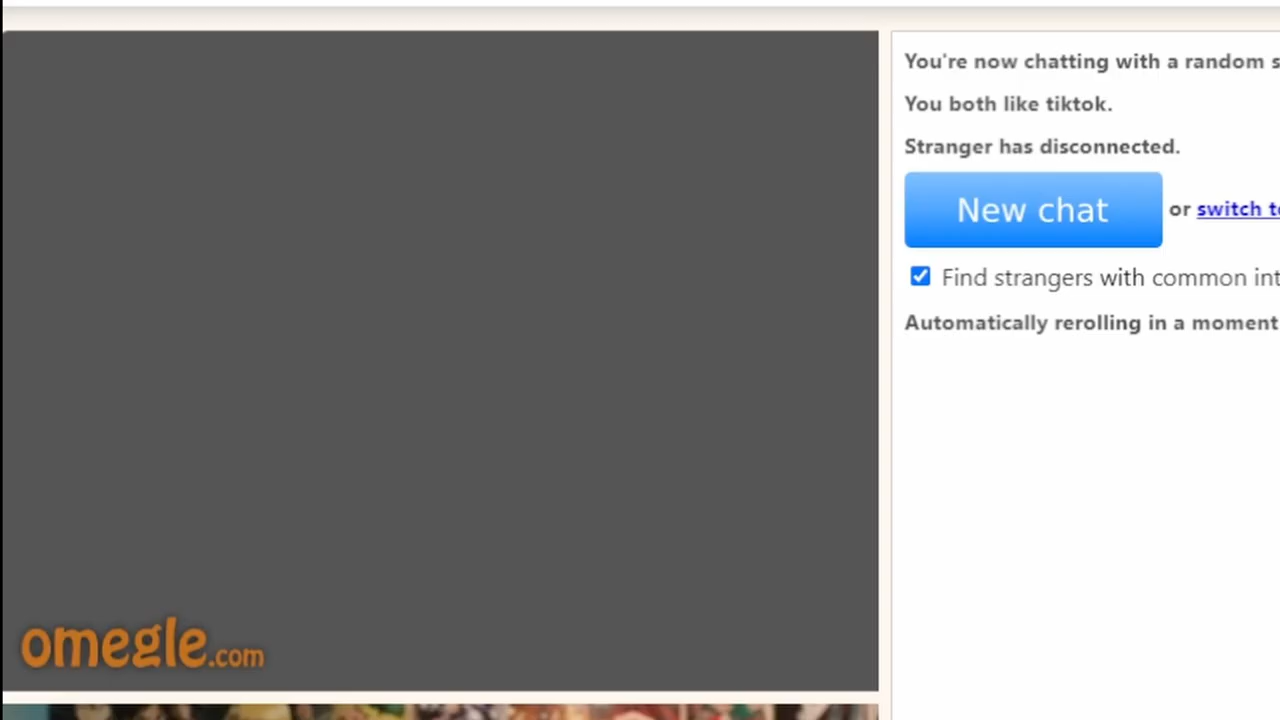 You're now chatting with a random
You both like tiktok.
Stranger has disconnected.
New chat or switch
Find strangers with common
Automatically rerolling in a moment
omegle.com